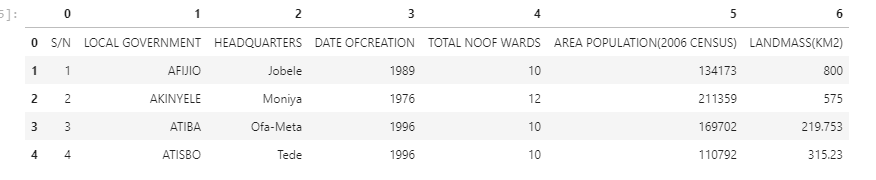 5]:
0 1 2 3 4 5 6
0 S/N LOCAL GOVERNMENT HEADQUARTERS DATE OFCREATION TOTAL NOOF WARDS AREA POPULATION(2006 CENSUS) LANDMASS(KM2)
1 1 AFIJIO Jobele 1989 10 134173 800
2 2 AKINYELE Moniya 1976 12 211359 575
3 3 ATIBA Ofa-Meta 1996 10 169702 219.753
4 4 ATISBO Tede 1996 10 110792 315.23